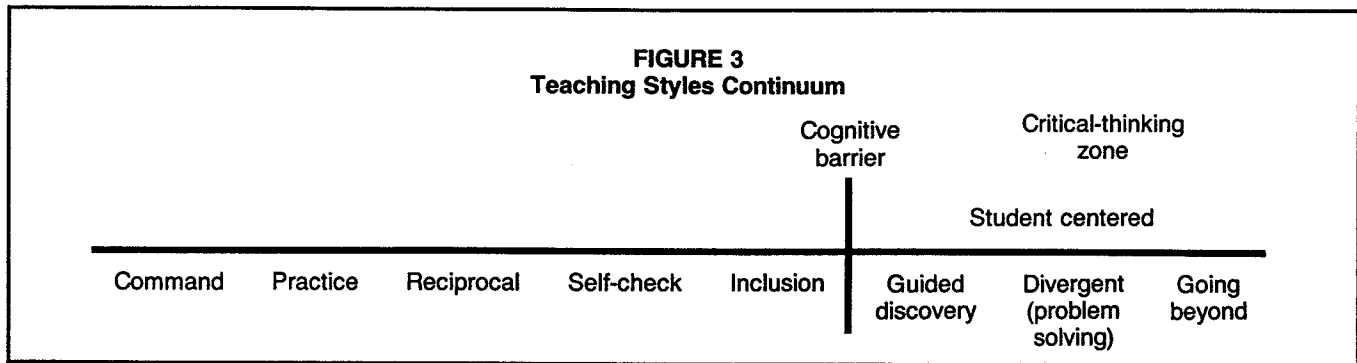 FIGURE 3
Teaching Styles Continuum
Cognitive
barrier
Critical-thinking
zone
Student centered
Command
Practice
Reciprocal
Self-check
Inclusion
Guided
discovery
Divergent
(problem
solving)
Going
beyond